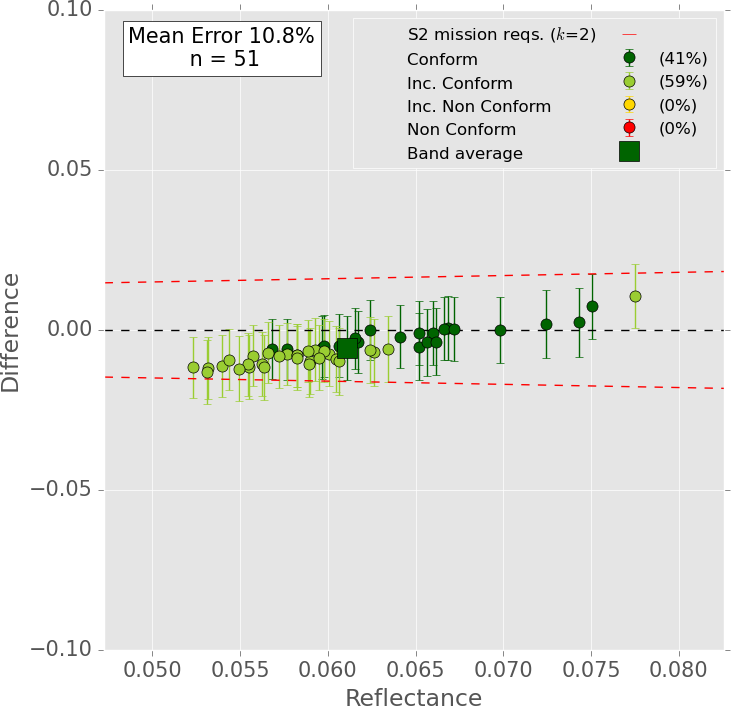 Mean Error 10.8%
n = 51
S2 mission reqs. (k=2)
Conform (41%)
Inc. Conform (59%)
Inc. Non Conform (0%)
Non Conform (0%)
Band average
Difference
0.10
0.05
0.00
−0.05
−0.10
0.050 0.055 0.060 0.065 0.070 0.075 0.080
Reflectance